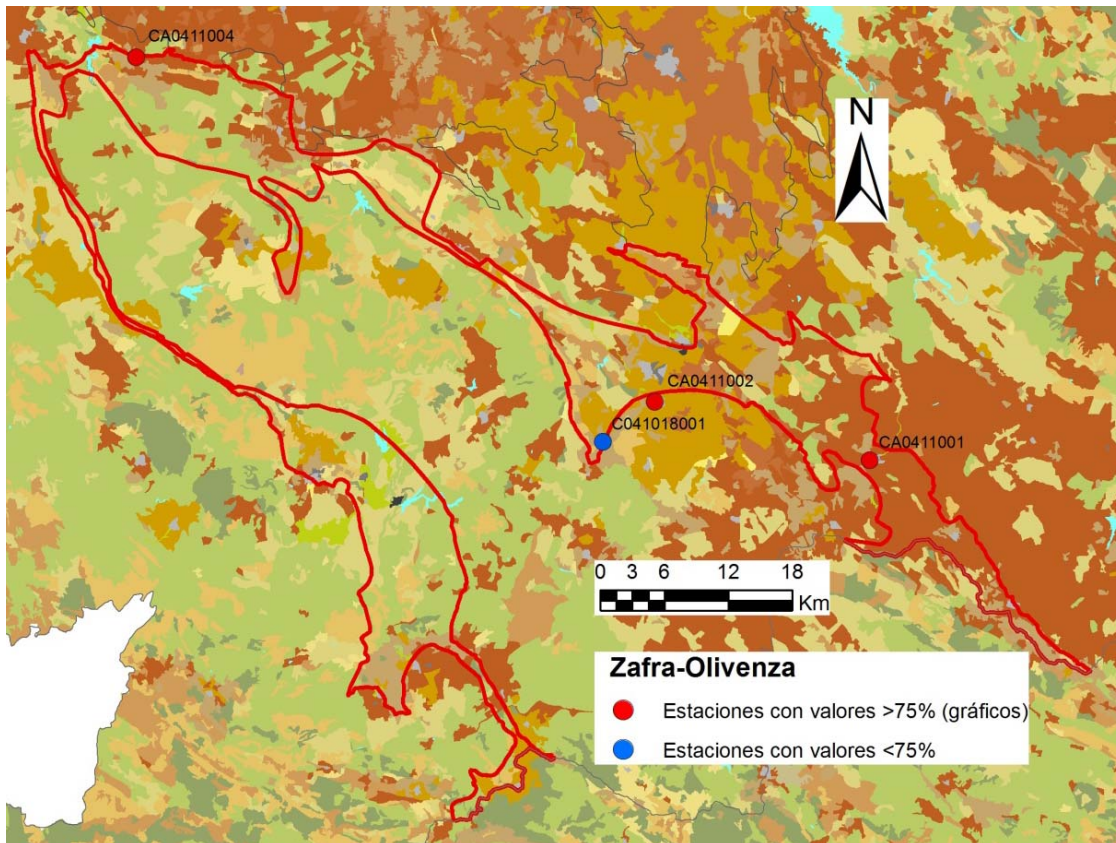 CA0411004
N
CA0411002
C041018001
CA0411001
0 3 6 12 18
Km
Zafra-Olivenza
Estaciones con valores >75% (gráficos)
Estaciones con valores <75%